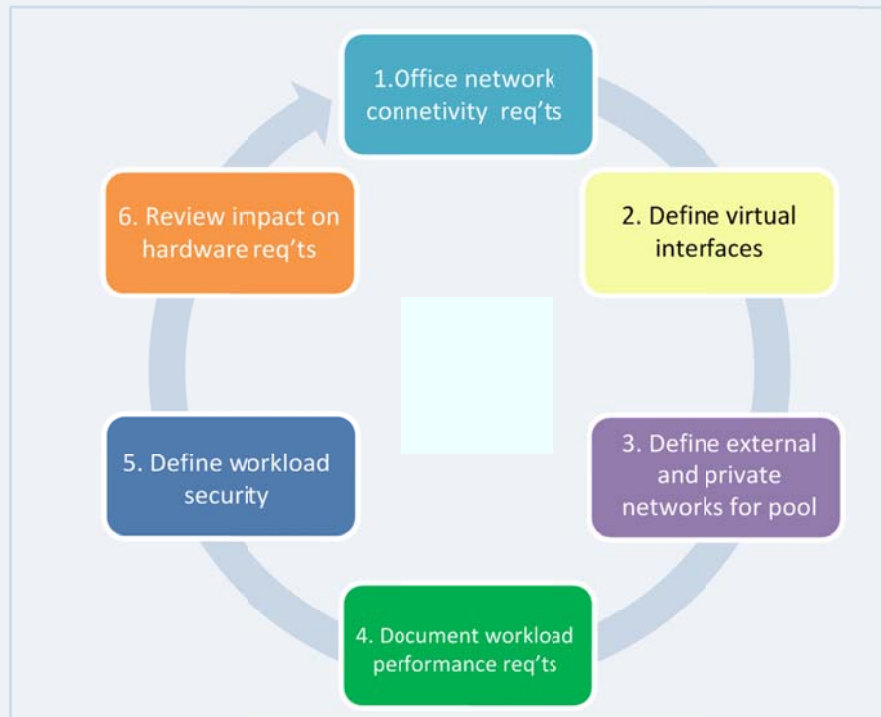 1.Office network
connetivity req’ts
2. Define virtual
interfaces
3. Define external
and private
networks for pool
4. Document workload
performance req’ts
5. Define workload
security
6. Review impact on
hardware req’ts